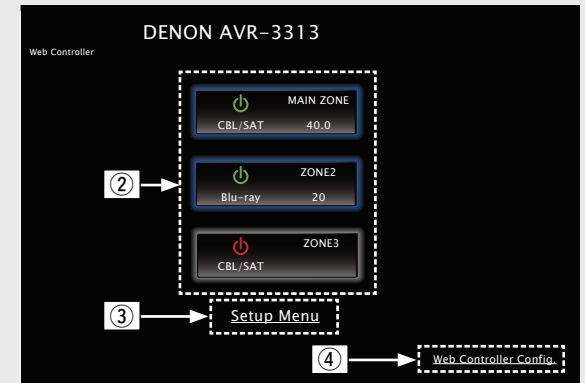 DENON AVR-3313
Web Controller
MAIN ZONE
CBL/SAT 40.0
② ZONE2
Blu-ray 20
ZONE3
CBL/SAT
③ Setup Menu
④ Web Controller Config.